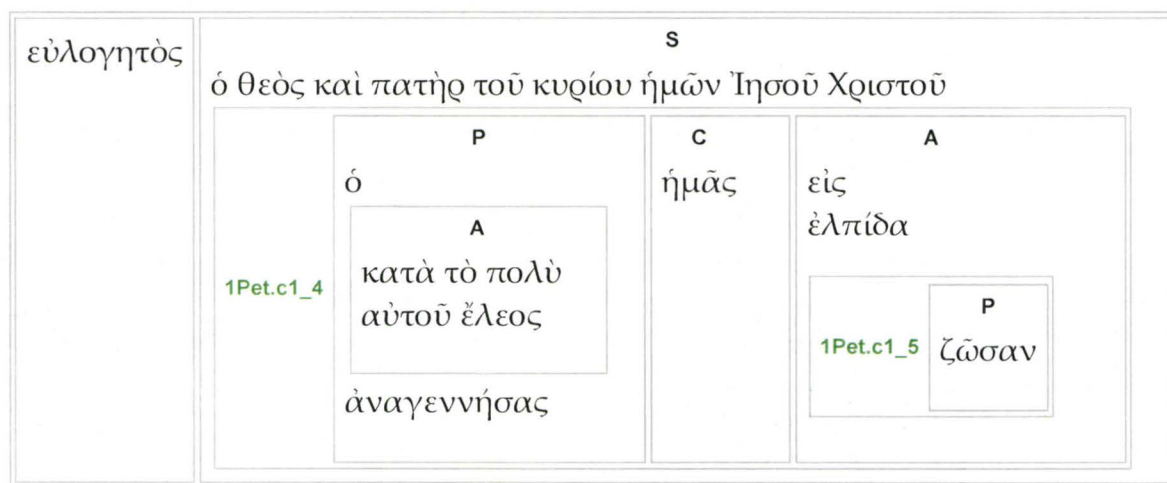 εὐλογητὸς
S
ὁ θεὸς καὶ πατὴρ τοῦ κυρίου ἡμῶν Ἰησοῦ Χριστοῦ
1Pet.c1_4
P
ὁ
A
κατὰ τὸ πολὺ
αὐτοῦ ἔλεος
ἀναγεννήσας
C
ἡμᾶς
A
εἰς
ἐλπίδα
1Pet.c1_5
P
ζῶσαν